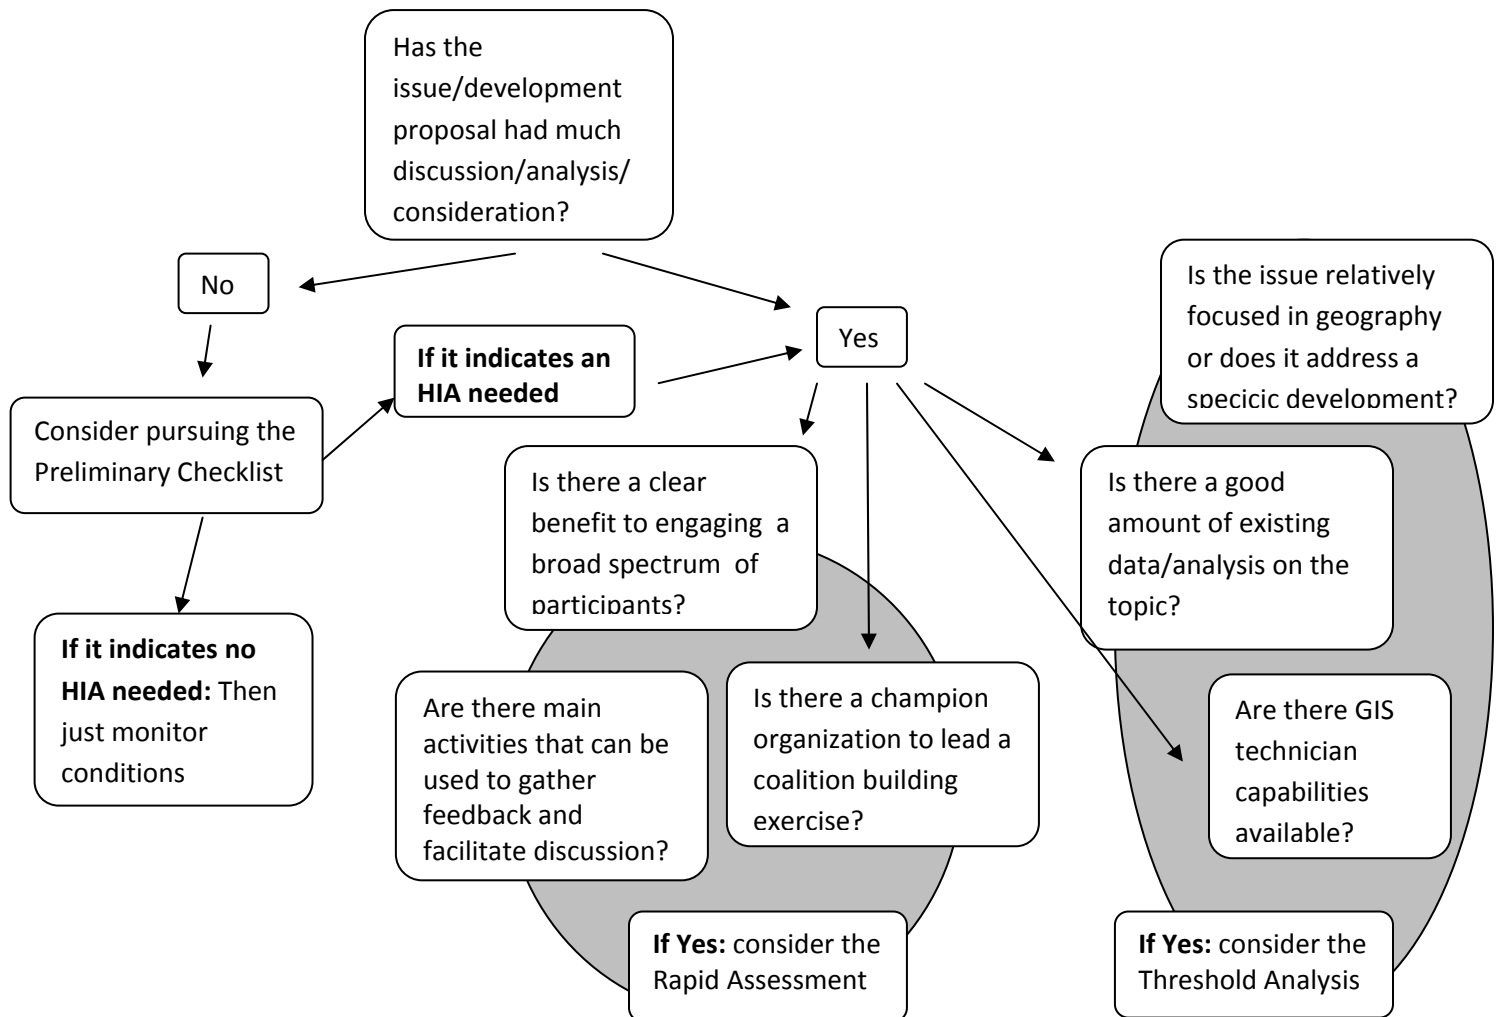 Has the
issue/development
proposal had much
discussion/analysis/
consideration?
No
Yes
If it indicates an
HIA needed
Consider pursuing the
Preliminary Checklist
If it indicates no
HIA needed: Then
just monitor
conditions
Is there a clear
benefit to engaging a
broad spectrum of
participants?
Are there main
activities that can be
used to gather
feedback and
facilitate discussion?
Is there a champion
organization to lead a
coalition building
exercise?
If Yes: consider the
Rapid Assessment
Is the issue relatively
focused in geography
or does it address a
specicic development?
Is there a good
amount of existing
data/analysis on the
topic?
Are there GIS
technician
capabilities
available?
If Yes: consider the
Threshold Analysis